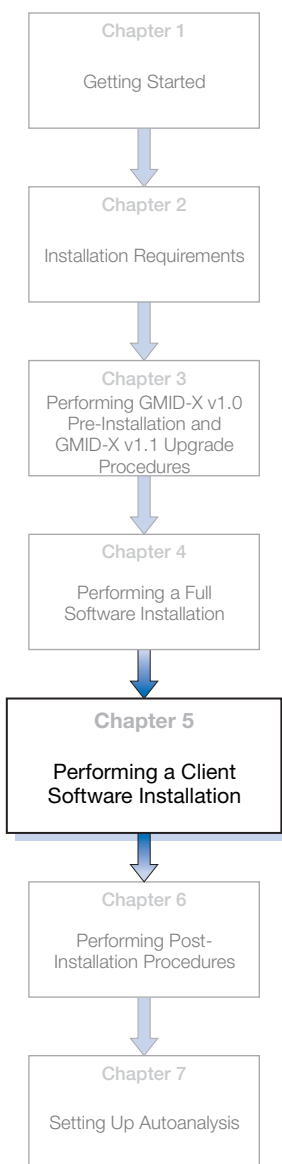 Chapter 1
Getting Started
Chapter 2
Installation Requirements
Chapter 3
Performing GMID-X v1.0
Pre-Installation and
GMID-X v1.1 Upgrade
Procedures
Chapter 4
Performing a Full
Software Installation
Chapter 5
Performing a Client
Software Installation
Chapter 6
Performing Post-
Installation Procedures
Chapter 7
Setting Up Autoanalysis